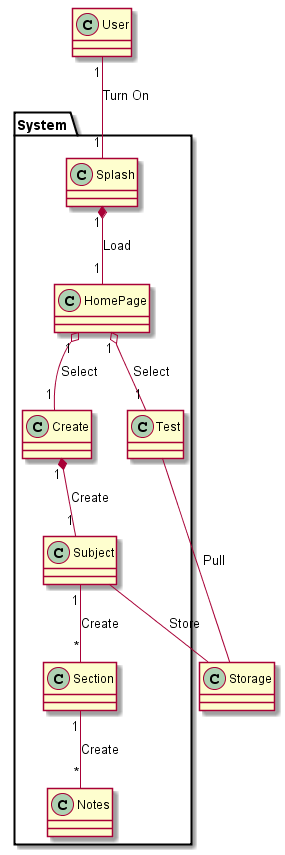 C User
1
Turn On
System
1
C Splash
1
Load
1
C HomePage
1 1
Select Select
1 1
C Create C Test
1
Create
1
C Subject
Pull
1
Create Store
*
C Section C Storage
1
Create
*
C Notes